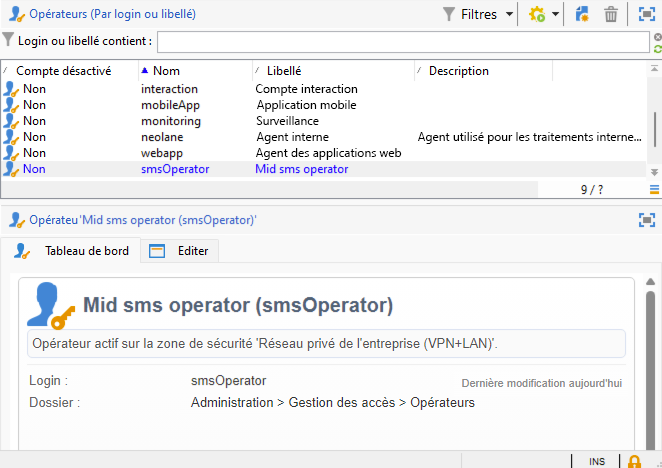 Opérateurs (Par login ou libellé)
Filtres
Login ou libellé contient :
Compte désactivé Nom Libellé Description
Non interaction Compte interaction
Non mobileApp Application mobile
Non monitoring Surveillance
Non neolane Agent interne Agent utilisé pour les traitements interne...
Non webapp Agent des applications web
Non smsOperator Mid sms operator
9 / ?
Opérateu'Mid sms operator (smsOperator)'
Tableau de bord Editer
Mid sms operator (smsOperator)
Opérateur actif sur la zone de sécurité 'Réseau privé de l'entreprise (VPN+LAN)'.
Login : smsOperator Dernière modification aujourd'hui
Dossier : Administration > Gestion des accès > Opérateurs
INS